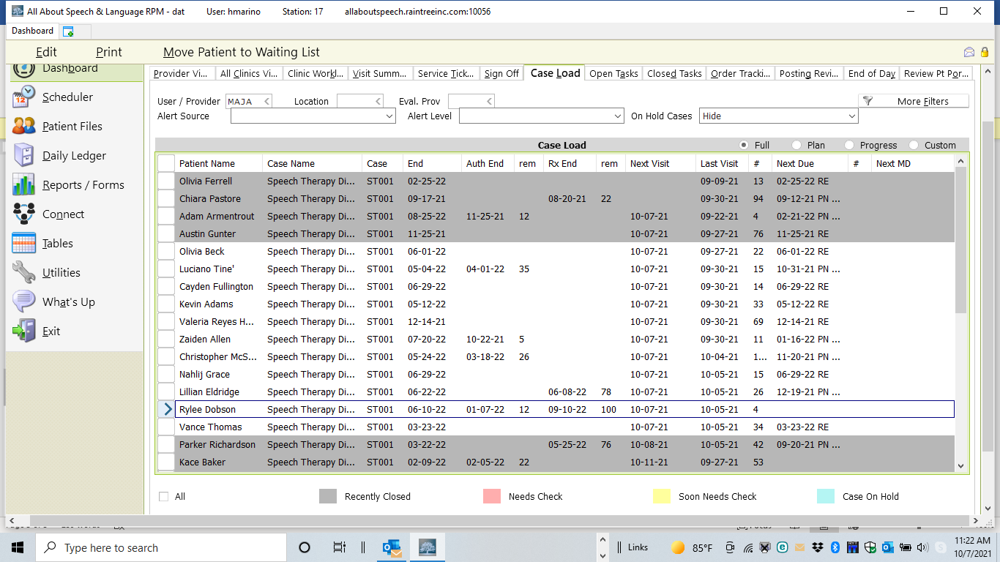 All About Speech & Language RPM - dat User: hmarino Station: 17 allaboutspeech.raintreeinc.com:10056
Dashboard
Edit Print Move Patient to Waiting List
Dashboard
Scheduler
Patient Files
Daily Ledger
Reports / Forms
Connect
Tables
Utilities
What's Up
Exit
Provider Vi... All Clinics Vi... Clinic Workl... Visit Summ... Service Tick... Sign Off Case Load Open Tasks Closed Tasks Order Tracki... Posting Revi... End of Day Review Pt Por...
User / Provider MAJA Location Eval. Prov More Filters
Alert Source Alert Level On Hold Cases Hide
Case Load Full Plan Progress Custom
Patient Name Case Name Case End Auth End rem Rx End rem Next Visit Last Visit # Next Due # Next MD
Olivia Ferrell Speech Therapy Di... ST001 02-25-22 09-09-21 13 02-25-22 RE
Chiara Pastore Speech Therapy Di... ST001 09-17-21 08-20-21 22 09-30-21 94 09-12-21 PN ...
Adam Armentrout Speech Therapy Di... ST001 08-25-22 11-25-21 12 10-07-21 09-22-21 4 02-21-22 PN ...
Austin Gunter Speech Therapy Di... ST001 11-25-21 10-07-21 09-27-21 76 11-25-21 RE
Olivia Beck Speech Therapy Di... ST001 06-01-22 10-07-21 09-27-21 22 06-01-22 RE
Luciano Tine' Speech Therapy Di... ST001 05-04-22 04-01-22 35 10-07-21 09-30-21 15 10-31-21 PN ...
Cayden Fullington Speech Therapy Di... ST001 06-29-22 10-07-21 09-30-21 14 06-29-22 RE
Kevin Adams Speech Therapy Di... ST001 05-12-22 10-07-21 09-30-21 33 05-12-22 RE
Valeria Reyes H... Speech Therapy Di... ST001 12-14-21 10-07-21 09-30-21 69 12-14-21 RE
Zaiden Allen Speech Therapy Di... ST001 07-20-22 10-22-21 5 10-07-21 09-30-21 11 01-16-22 PN ...
Christopher McS... Speech Therapy Di... ST001 05-24-22 03-18-22 26 10-07-21 10-04-21 1... 11-20-21 PN ...
Nahlij Grace Speech Therapy Di... ST001 06-29-22 10-07-21 10-05-21 15 06-29-22 RE
Lillian Eldridge Speech Therapy Di... ST001 06-22-22 06-08-22 78 10-07-21 10-05-21 26 12-19-21 PN ...
Rylee Dobson Speech Therapy Di... ST001 06-10-22 01-07-22 12 09-10-22 100 10-07-21 10-05-21 4
Vance Thomas Speech Therapy Di... ST001 03-23-22 10-07-21 10-05-21 34 03-23-22 RE
Parker Richardson Speech Therapy Di... ST001 03-22-22 05-25-22 76 10-08-21 10-05-21 42 09-20-21 PN ...
Kace Baker Speech Therapy Di... ST001 02-09-22 02-05-22 22 10-11-21 09-27-21 53
All Recently Closed Needs Check Soon Needs Check Case On Hold
Type here to search Links 85°F 11:22 AM
10/7/2021